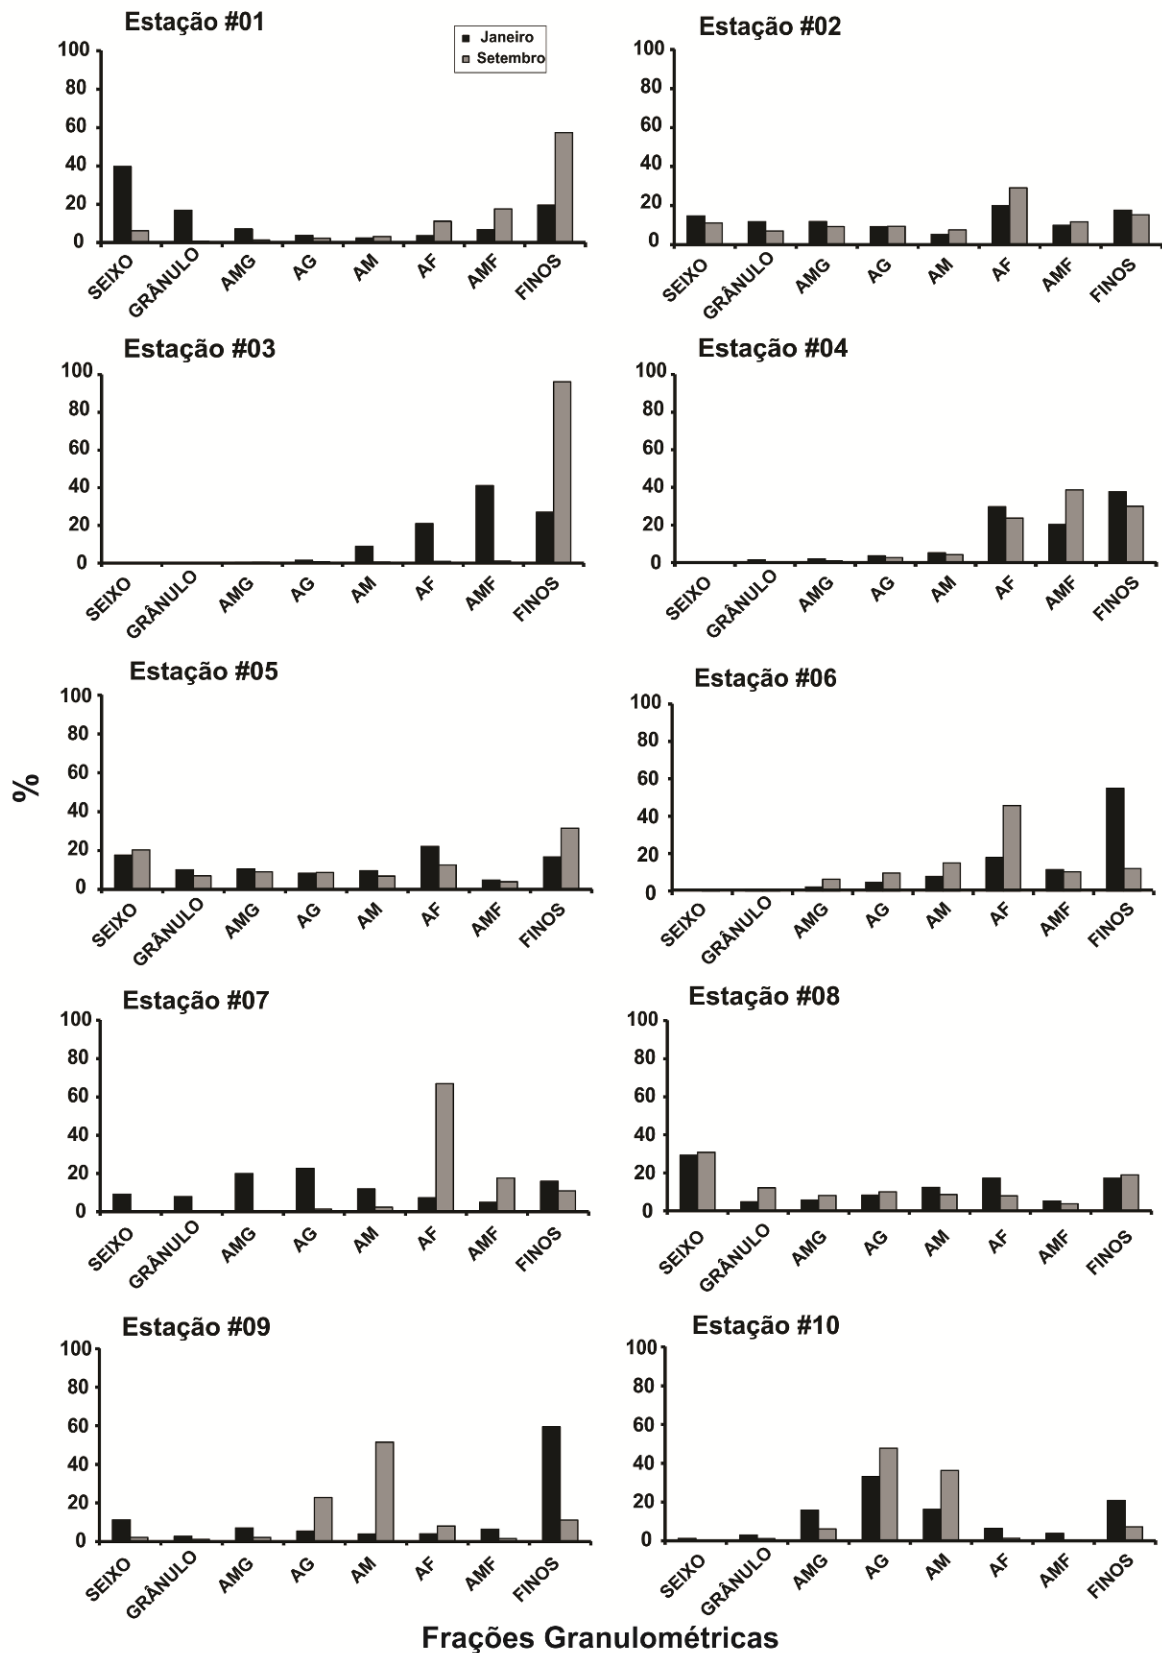 Estação #01
Janeiro
Setembro
100
80
60
40
20
0
SEIXO GRÂNULO AMG AG AM AF AMF FINOS
Estação #02
100
80
60
40
20
0
SEIXO GRÂNULO AMG AG AM AF AMF FINOS
Estação #03
100
80
60
40
20
0
SEIXO GRÂNULO AMG AG AM AF AMF FINOS
Estação #04
100
80
60
40
20
0
SEIXO GRÂNULO AMG AG AM AF AMF FINOS
%
Estação #05
100
80
60
40
20
0
SEIXO GRÂNULO AMG AG AM AF AMF FINOS
Estação #06
100
80
60
40
20
0
SEIXO GRÂNULO AMG AG AM AF AMF FINOS
Estação #07
100
80
60
40
20
0
SEIXO GRÂNULO AMG AG AM AF AMF FINOS
Estação #08
100
80
60
40
20
0
SEIXO GRÂNULO AMG AG AM AF AMF FINOS
Estação #09
100
80
60
40
20
0
SEIXO GRÂNULO AMG AG AM AF AMF FINOS
Estação #10
100
80
60
40
20
0
SEIXO GRÂNULO AMG AG AM AF AMF FINOS
Frações Granulométricas